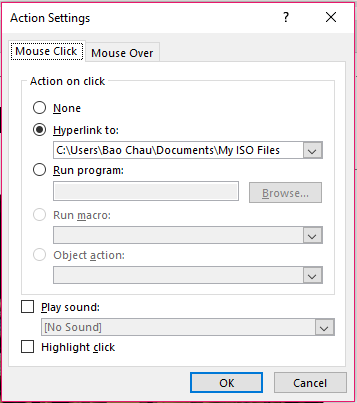 Action Settings
Mouse Click Mouse Over
Action on click
None
Hyperlink to:
C:\Users\Bao Chau\Documents\My ISO Files
Run program:
Browse...
Run macro:
Object action:
Play sound:
[No Sound]
Highlight click
OK Cancel